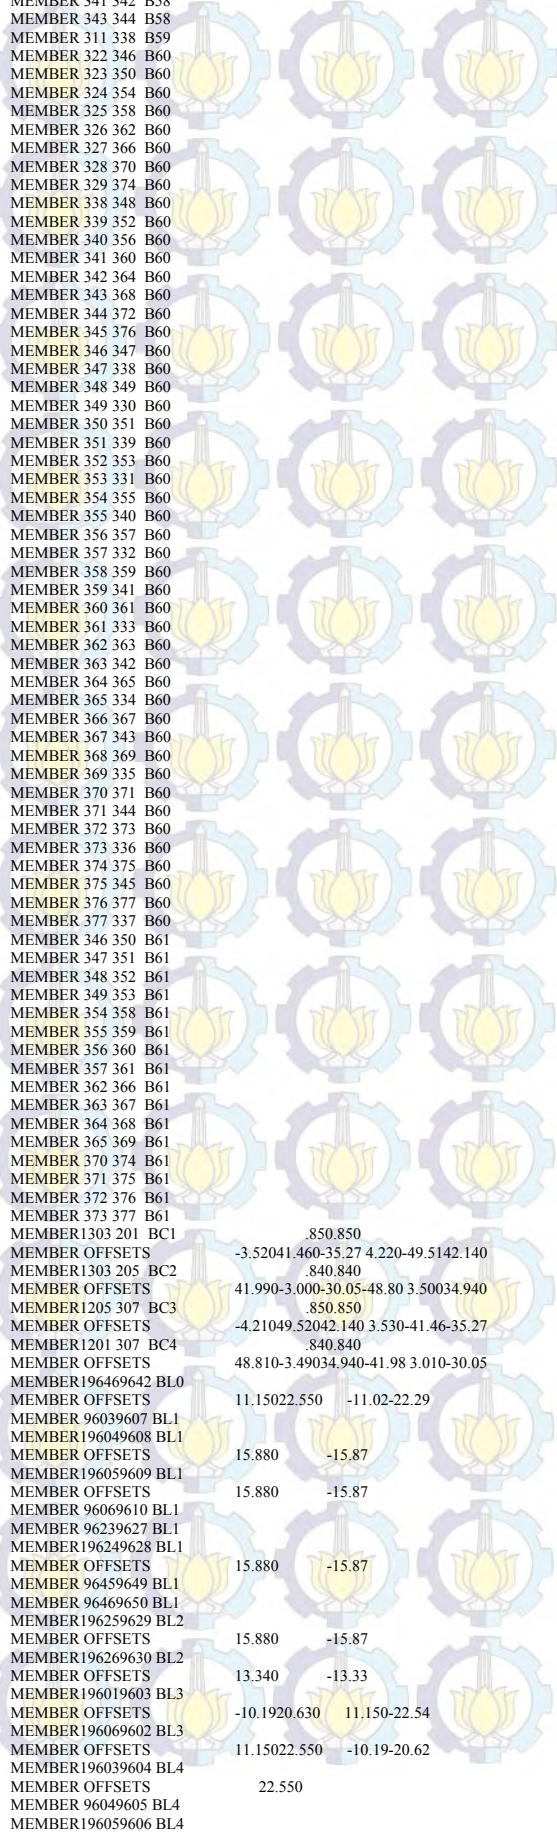 MEMBER 341 342 B58
MEMBER 343 344 B58
MEMBER 311 338 B59
MEMBER 322 346 B60
MEMBER 323 350 B60
MEMBER 324 354 B60
MEMBER 325 358 B60
MEMBER 326 362 B60
MEMBER 327 366 B60
MEMBER 328 370 B60
MEMBER 329 374 B60
MEMBER 338 348 B60
MEMBER 339 352 B60
MEMBER 340 356 B60
MEMBER 341 360 B60
MEMBER 342 364 B60
MEMBER 343 368 B60
MEMBER 344 372 B60
MEMBER 345 376 B60
MEMBER 346 347 B60
MEMBER 347 338 B60
MEMBER 348 349 B60
MEMBER 349 330 B60
MEMBER 350 351 B60
MEMBER 351 339 B60
MEMBER 352 353 B60
MEMBER 353 331 B60
MEMBER 354 355 B60
MEMBER 355 340 B60
MEMBER 356 357 B60
MEMBER 357 332 B60
MEMBER 358 359 B60
MEMBER 359 341 B60
MEMBER 360 361 B60
MEMBER 361 333 B60
MEMBER 362 363 B60
MEMBER 363 342 B60
MEMBER 364 365 B60
MEMBER 365 334 B60
MEMBER 366 367 B60
MEMBER 367 343 B60
MEMBER 368 369 B60
MEMBER 369 335 B60
MEMBER 370 371 B60
MEMBER 371 344 B60
MEMBER 372 373 B60
MEMBER 373 336 B60
MEMBER 374 375 B60
MEMBER 375 345 B60
MEMBER 376 377 B60
MEMBER 377 337 B60
MEMBER 346 350 B61
MEMBER 347 351 B61
MEMBER 348 352 B61
MEMBER 349 353 B61
MEMBER 354 358 B61
MEMBER 355 359 B61
MEMBER 356 360 B61
MEMBER 357 361 B61
MEMBER 362 366 B61
MEMBER 363 367 B61
MEMBER 364 368 B61
MEMBER 365 369 B61
MEMBER 370 374 B61
MEMBER 371 375 B61
MEMBER 372 376 B61
MEMBER 373 377 B61
MEMBER1303 201 BC1 .850.850
MEMBER OFFSETS -3.52041.460-35.27 4.220-49.5142.140
MEMBER1303 205 BC2 .840.840
MEMBER OFFSETS 41.990-3.000-30.05-48.80 3.50034.940
MEMBER1205 307 BC3 .850.850
MEMBER OFFSETS -4.21049.52042.140 3.530-41.46-35.27
MEMBER1201 307 BC4 .840.840
MEMBER OFFSETS 48.810-3.49034.940-41.98 3.010-30.05
MEMBER196469642 BL0
MEMBER OFFSETS 11.15022.550 -11.02-22.29
MEMBER 96039607 BL1
MEMBER196049608 BL1
MEMBER OFFSETS 15.880 -15.87
MEMBER196059609 BL1
MEMBER OFFSETS 15.880 -15.87
MEMBER 96069610 BL1
MEMBER 96239627 BL1
MEMBER196249628 BL1
MEMBER OFFSETS 15.880 -15.87
MEMBER 96459649 BL1
MEMBER 96469650 BL1
MEMBER196259629 BL2
MEMBER OFFSETS 15.880 -15.87
MEMBER196269630 BL2
MEMBER OFFSETS 13.340 -13.33
MEMBER196019603 BL3
MEMBER OFFSETS -10.1920.630 11.150-22.54
MEMBER196069602 BL3
MEMBER OFFSETS 11.15022.550 -10.19-20.62
MEMBER196039604 BL4
MEMBER OFFSETS 22.550
MEMBER 96049605 BL4
MEMBER196059606 BL4